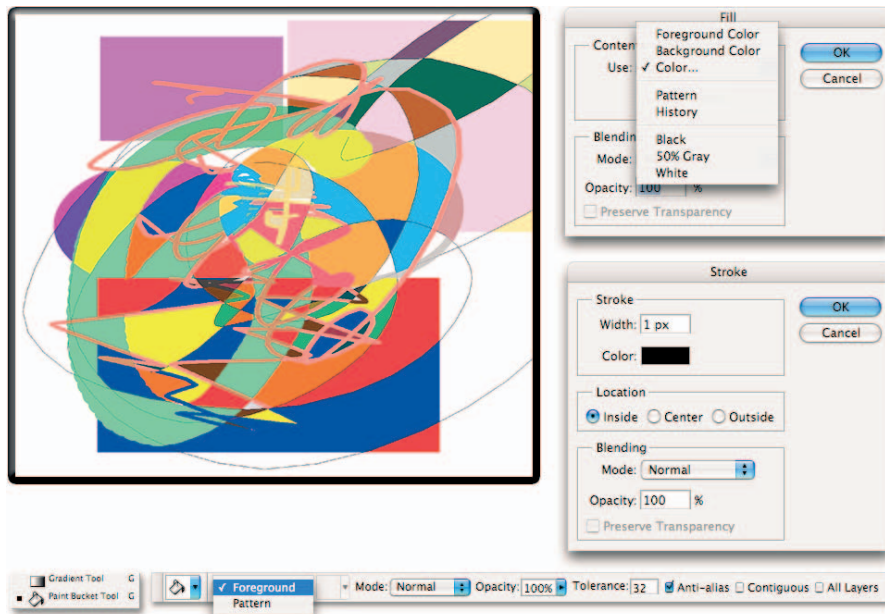 Fill
Foreground Color
Background Color
✓ Color...
Pattern
History
Black
50% Gray
White
Conten
Use:
Blending
Mode:
Opacity: 100 %
Preserve Transparency
OK
Cancel
Stroke
Stroke
Width: 1 px
Color:
OK
Cancel
Location
Inside Center Outside
Blending
Mode: Normal
Opacity: 100 %
Preserve Transparency
Gradient Tool G
Paint Bucket Tool G
✓ Foreground
Pattern
Mode: Normal Opacity: 100% Tolerance: 32 Anti-alias Contiguous All Layers